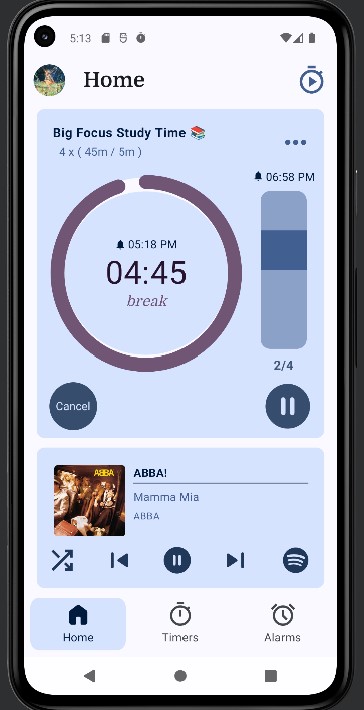 5:13
Home
Big Focus Study Time 📚
4 x ( 45m / 5m )
06:58 PM
05:18 PM
04:45
break
2/4
Cancel
ABBA
ABBA!
Mamma Mia
ABBA
Home
Timers
Alarms